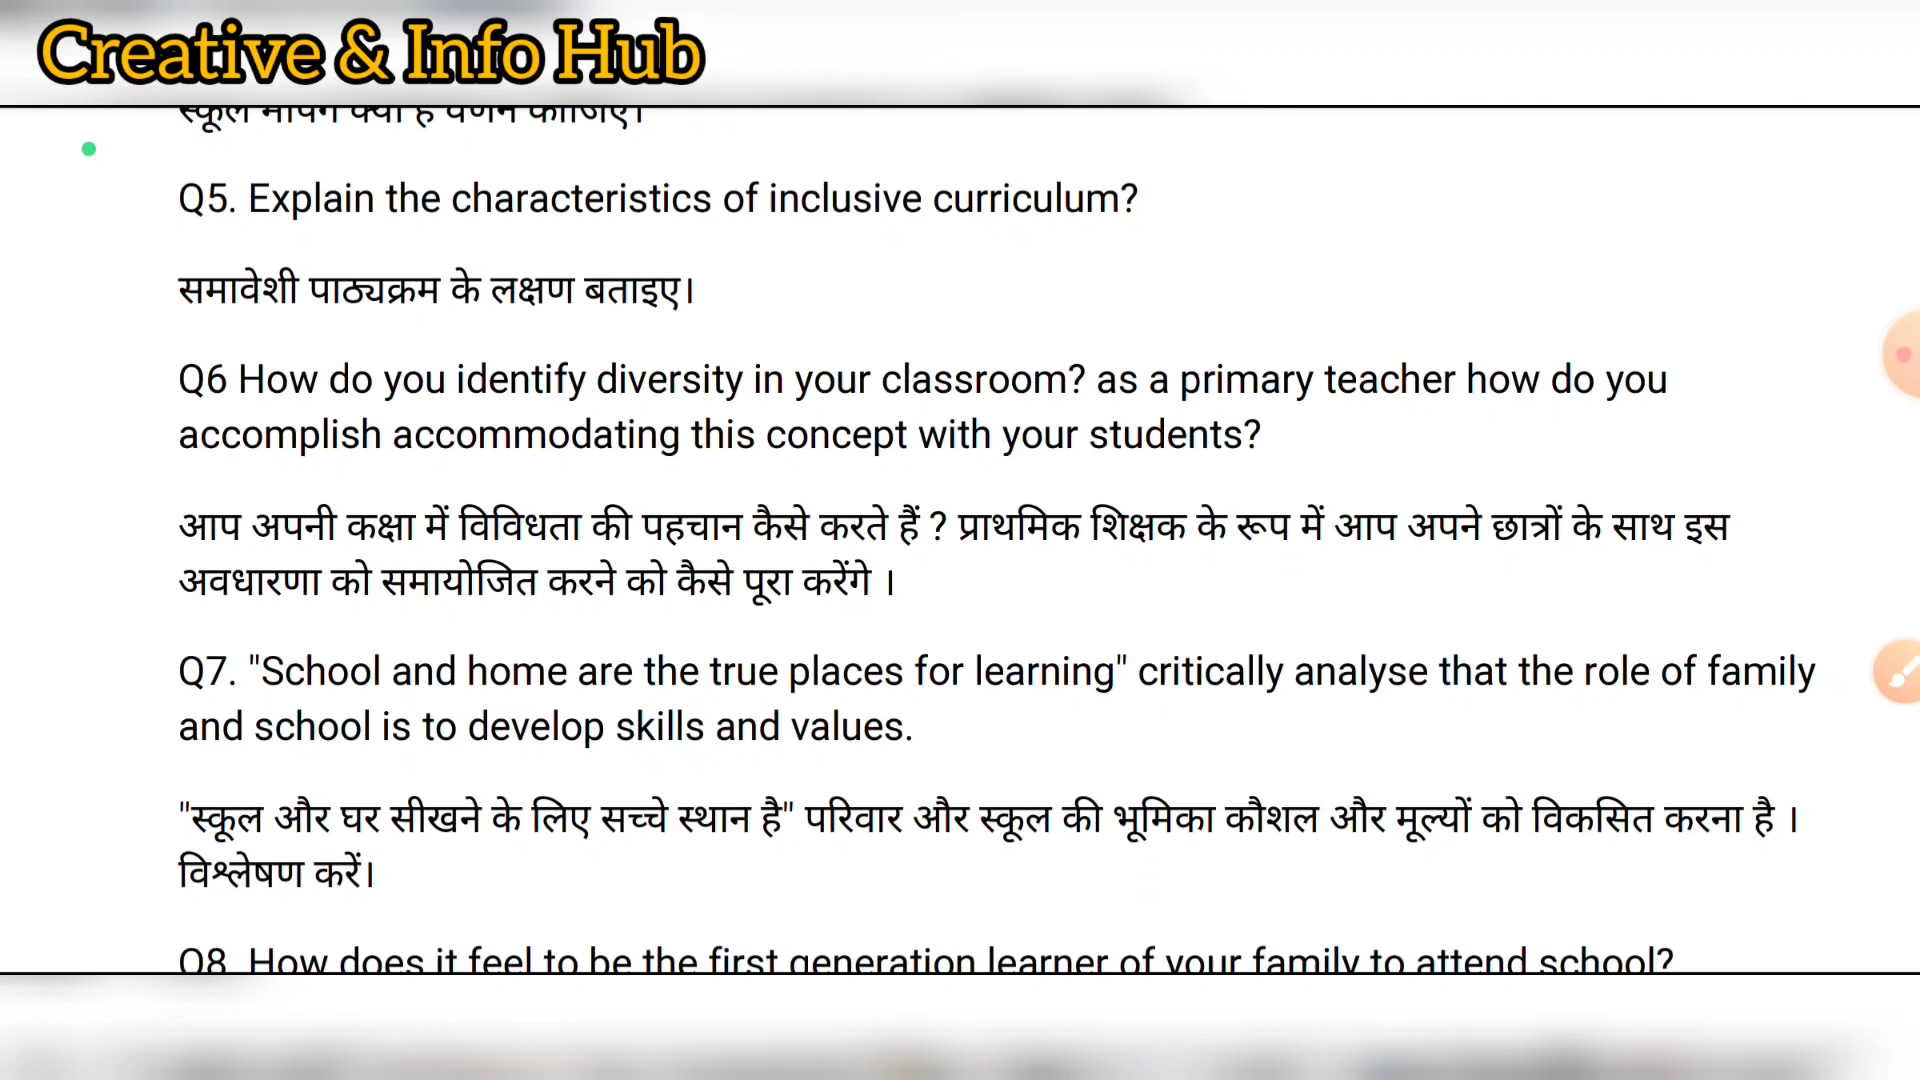 Creative & Info Hub
स्कूल मापन क्या है वर्णन कीजिए।
Q5. Explain the characteristics of inclusive curriculum?
समावेशी पाठ्यक्रम के लक्षण बताइए।
Q6 How do you identify diversity in your classroom? as a primary teacher how do you
accomplish accommodating this concept with your students?
आप अपनी कक्षा में विविधता की पहचान कैसे करते हैं ? प्राथमिक शिक्षक के रूप में आप अपने छात्रों के साथ इस
अवधारणा को समायोजित करने को कैसे पूरा करेंगे ।
Q7. "School and home are the true places for learning" critically analyse that the role of family
and school is to develop skills and values.
"स्कूल और घर सीखने के लिए सच्चे स्थान है" परिवार और स्कूल की भूमिका कौशल और मूल्यों को विकसित करना है ।
विश्लेषण करें।
Q8. How does it feel to be the first generation learner of your family to attend school?